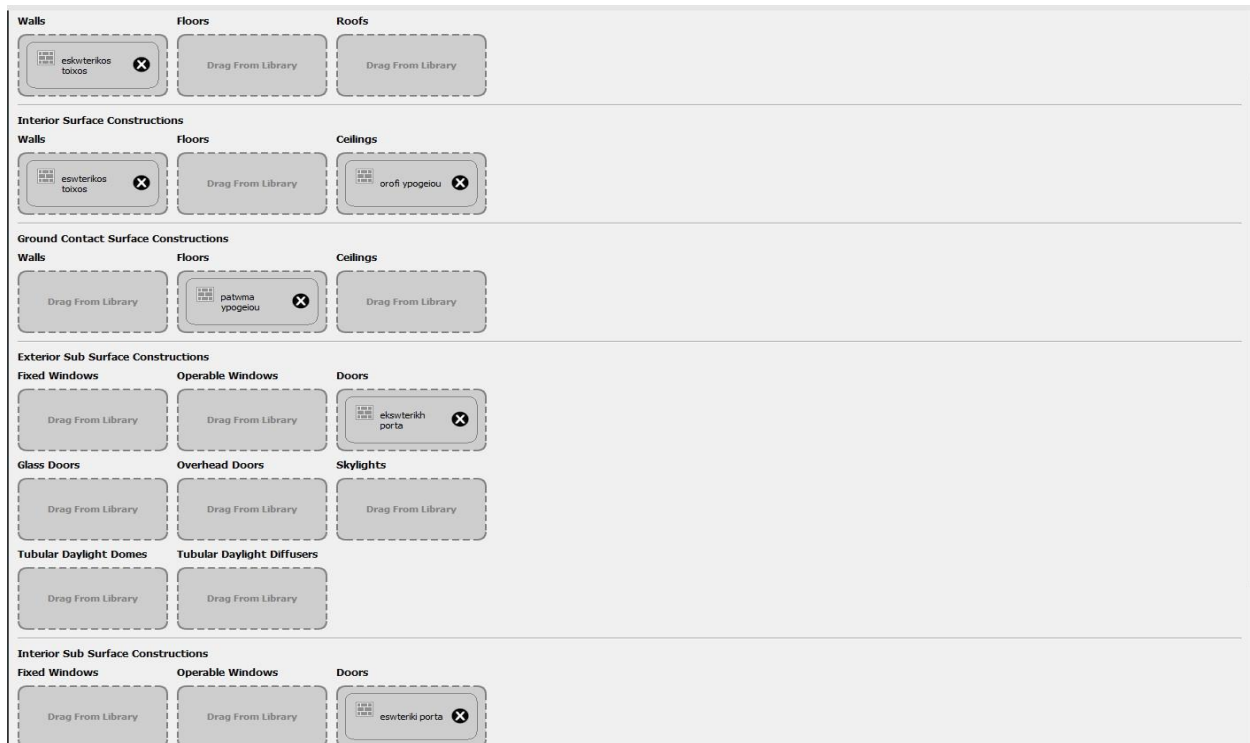 Walls Floors Roofs
eskwterikos
toixos
Drag From Library Drag From Library
Interior Surface Constructions
Walls Floors Ceilings
eswterikos
toixos
Drag From Library orofi ypogeiou
Ground Contact Surface Constructions
Walls Floors Ceilings
Drag From Library patwma
ypogeiou
Drag From Library
Exterior Sub Surface Constructions
Fixed Windows Operable Windows Doors
Drag From Library Drag From Library ekswterikh
porta
Glass Doors Overhead Doors Skylights
Drag From Library Drag From Library Drag From Library
Tubular Daylight Domes Tubular Daylight Diffusers
Drag From Library Drag From Library
Interior Sub Surface Constructions
Fixed Windows Operable Windows Doors
Drag From Library Drag From Library eswteriki porta